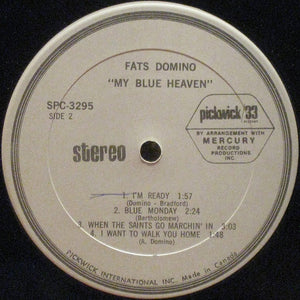 FATS DOMINO
"MY BLUE HEAVEN"
SPC-3295
SIDE 2
pickwick/33
BY ARRANGEMENT WITH
MERCURY
RECORD
PRODUCTIONS
INC
stereo
1. I'M READY 1:57
(Domino - Bradford)
2. BLUE MONDAY 2:24
(Bartholomew)
3. WHEN THE SAINTS GO MARCHIN' IN 5:03
4. I WANT TO WALK YOU HOME 1:48
(A. Domino)
PICKWICK INTERNATIONAL INC. Made in Canada